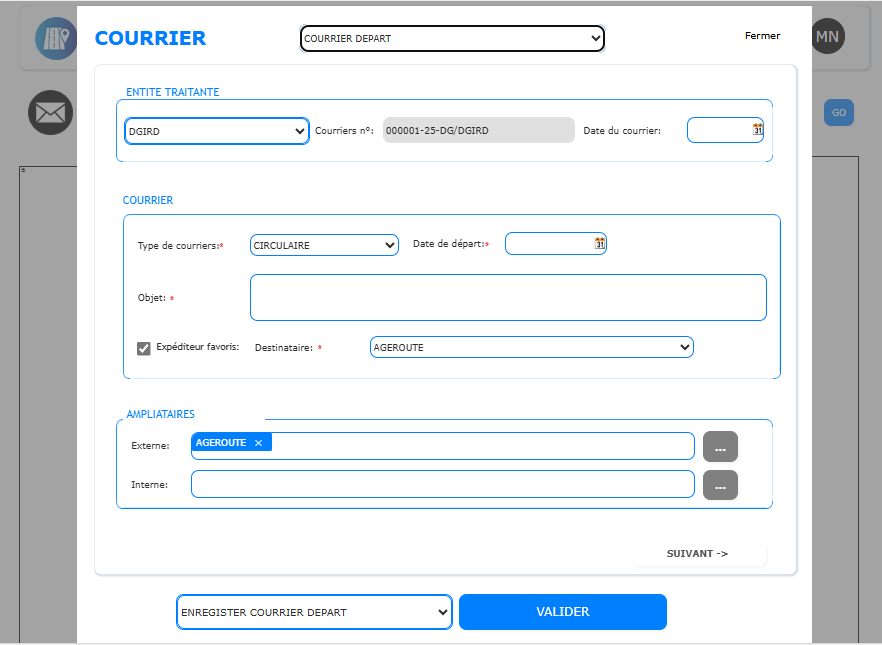 COURRIER
COURRIER DEPART
Fermer
MN
ENTITE TRAITANTE
DGIRD
Courriers n°:
000001-25-DG/DGIRD
Date du courrier:
31
GO
COURRIER
Type de courriers:*
CIRCULAIRE
Date de départ:*
31
Objet: *
Expéditeur favoris:
Destinataire: *
AGEROUTE
AMPLIATAIRES
Externe:
AGEROUTE ×
...
Interne:
...
SUIVANT ->
ENREGISTER COURRIER DEPART
VALIDER